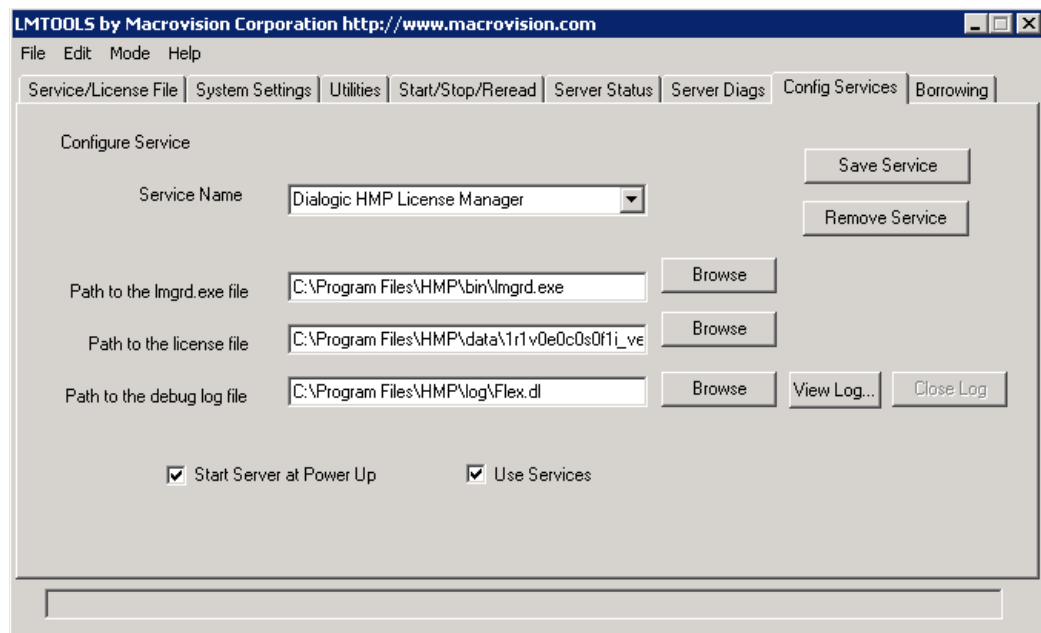 LMTOOLS by Macrovision Corporation http://www.macrovision.com
File Edit Mode Help
Service/License File System Settings Utilities Start/Stop/Reread Server Status Server Diags Config Services Borrowing
Configure Service
Save Service
Service Name Dialogic HMP License Manager
Remove Service
Path to the lmgrd.exe file C:\Program Files\HMP\bin\lmgrd.exe Browse
Path to the license file C:\Program Files\HMP\data\1r1v0e0c0s0f1i_ve Browse
Path to the debug log file C:\Program Files\HMP\log\Flex.dl Browse View Log... Close Log
Start Server at Power Up Use Services